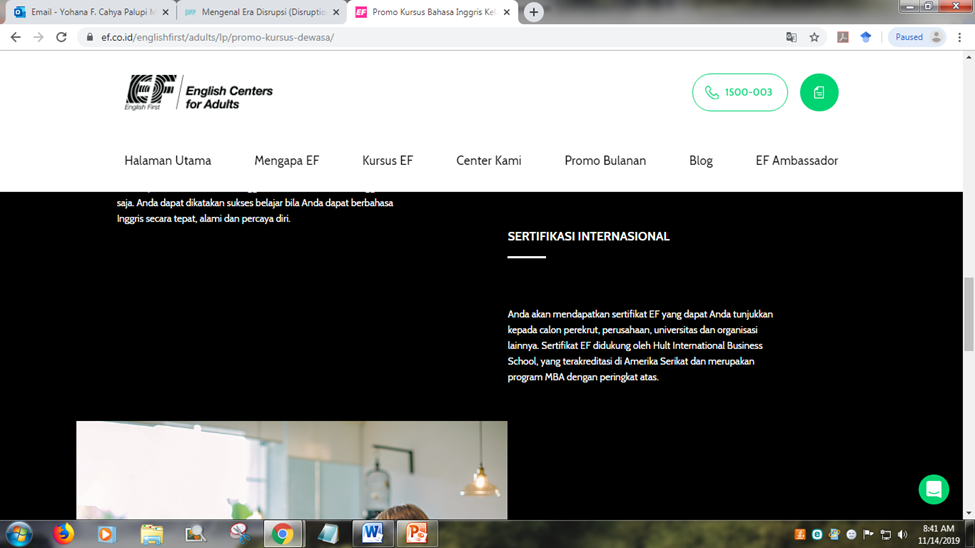 Email - Yohana F. Cahya Palupi M
Mengenal Era Disrupsi (Disruptio
Promo Kursus Bahasa Inggris Kel
ef.co.id/englishfirst/adults/lp/promo-kursus-dewasa/
Paused
EF
English First
English Centers
for Adults
1500-003
Halaman Utama
Mengapa EF
Kursus EF
Center Kami
Promo Bulanan
Blog
EF Ambassador
saja. Anda dapat dikatakan sukses belajar bila Anda dapat berbahasa
Inggris secara tepat, alami dan percaya diri.
SERTIFIKASI INTERNASIONAL
Anda akan mendapatkan sertifikat EF yang dapat Anda tunjukkan
kepada calon perekrut, perusahaan, universitas dan organisasi
lainnya. Sertifikat EF didukung oleh Hult International Business
School, yang terakreditasi di Amerika Serikat dan merupakan
program MBA dengan peringkat atas.
8:41 AM
11/14/2019